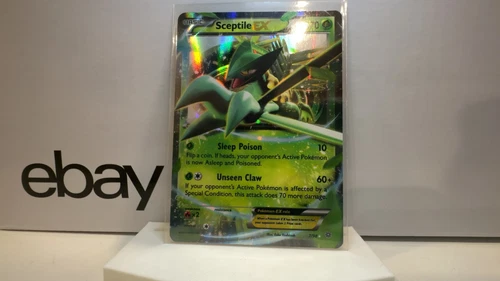 Sceptile EX
Sleep Poison 10
Flip a coin. If heads, your opponent's Active Pokémon
is now Asleep and Poisoned.
Unseen Claw 60+
If your opponent's Active Pokémon is affected by a
Special Condition, this attack does 70 more damage.
Pokémon-EX rule
ebay